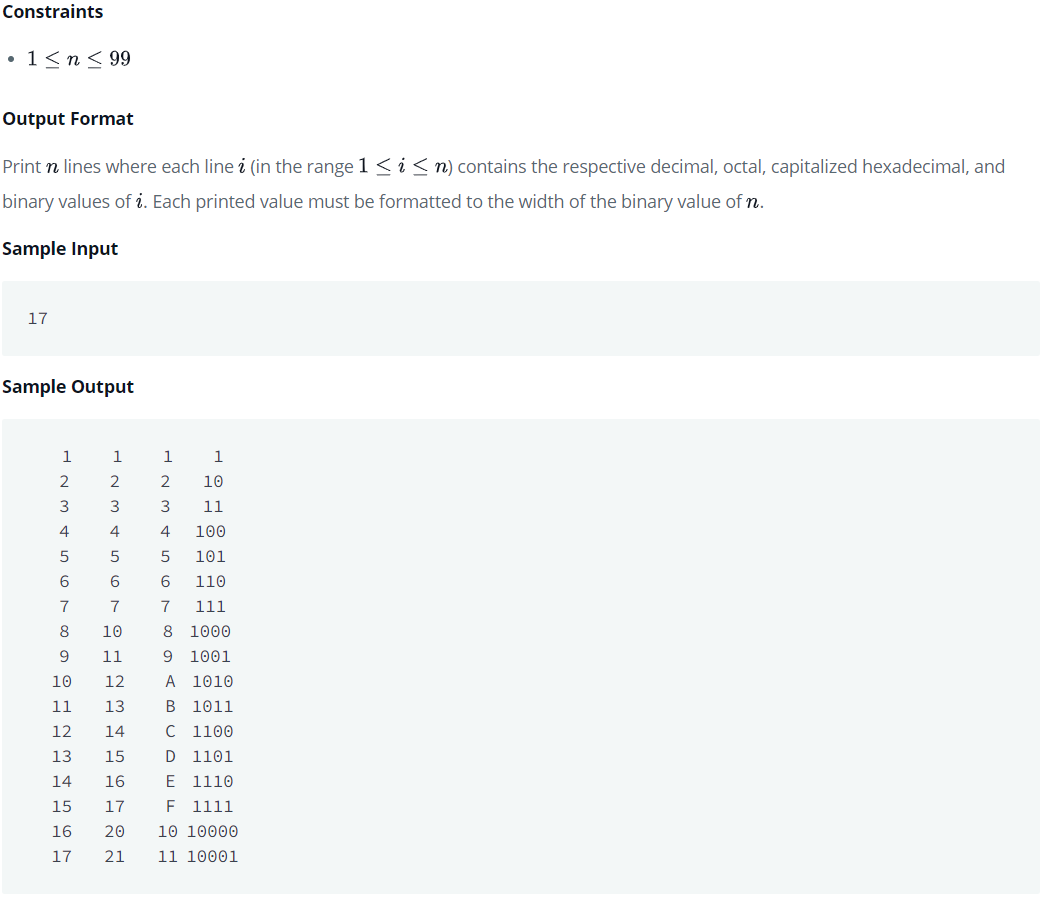 Constraints
• 1 ≤ n ≤ 99
Output Format
Print n lines where each line i (in the range 1 ≤ i ≤ n) contains the respective decimal, octal, capitalized hexadecimal, and
binary values of i. Each printed value must be formatted to the width of the binary value of n.
Sample Input
17
Sample Output
    1     1     1     1
    2     2     2    10
    3     3     3    11
    4     4     4   100
    5     5     5   101
    6     6     6   110
    7     7     7   111
    8    10     8  1000
    9    11     9  1001
   10    12     A  1010
   11    13     B  1011
   12    14     C  1100
   13    15     D  1101
   14    16     E  1110
   15    17     F  1111
   16    20    10 10000
   17    21    11 10001